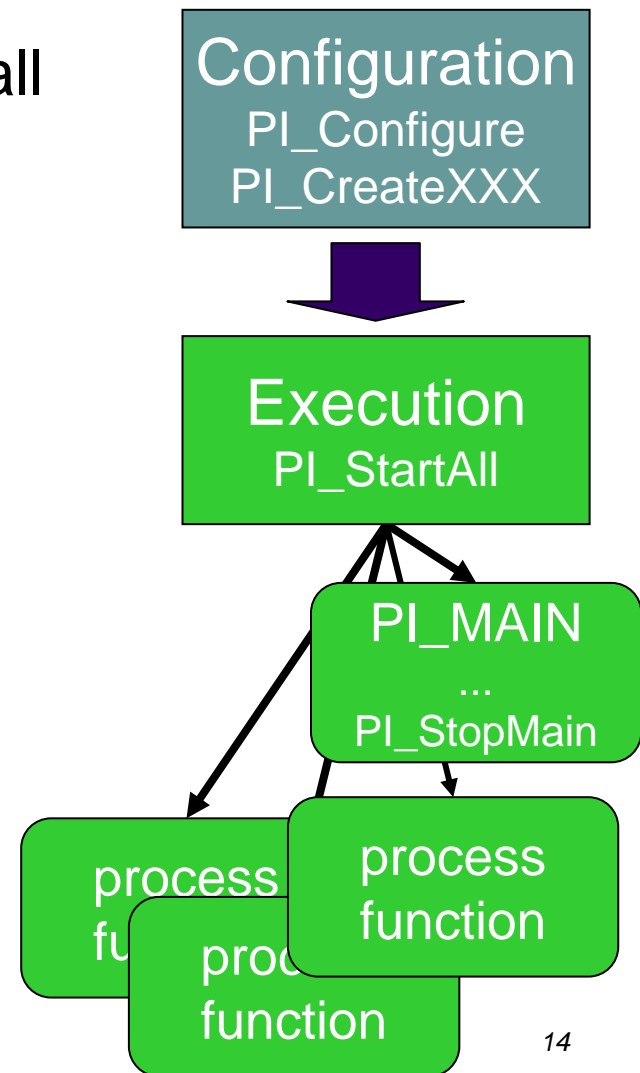 all
Configuration
PI_Configure
PI_CreateXXX
Execution
PI_StartAll
PI_MAIN
...
PI_StopMain
process
process
function
function
14